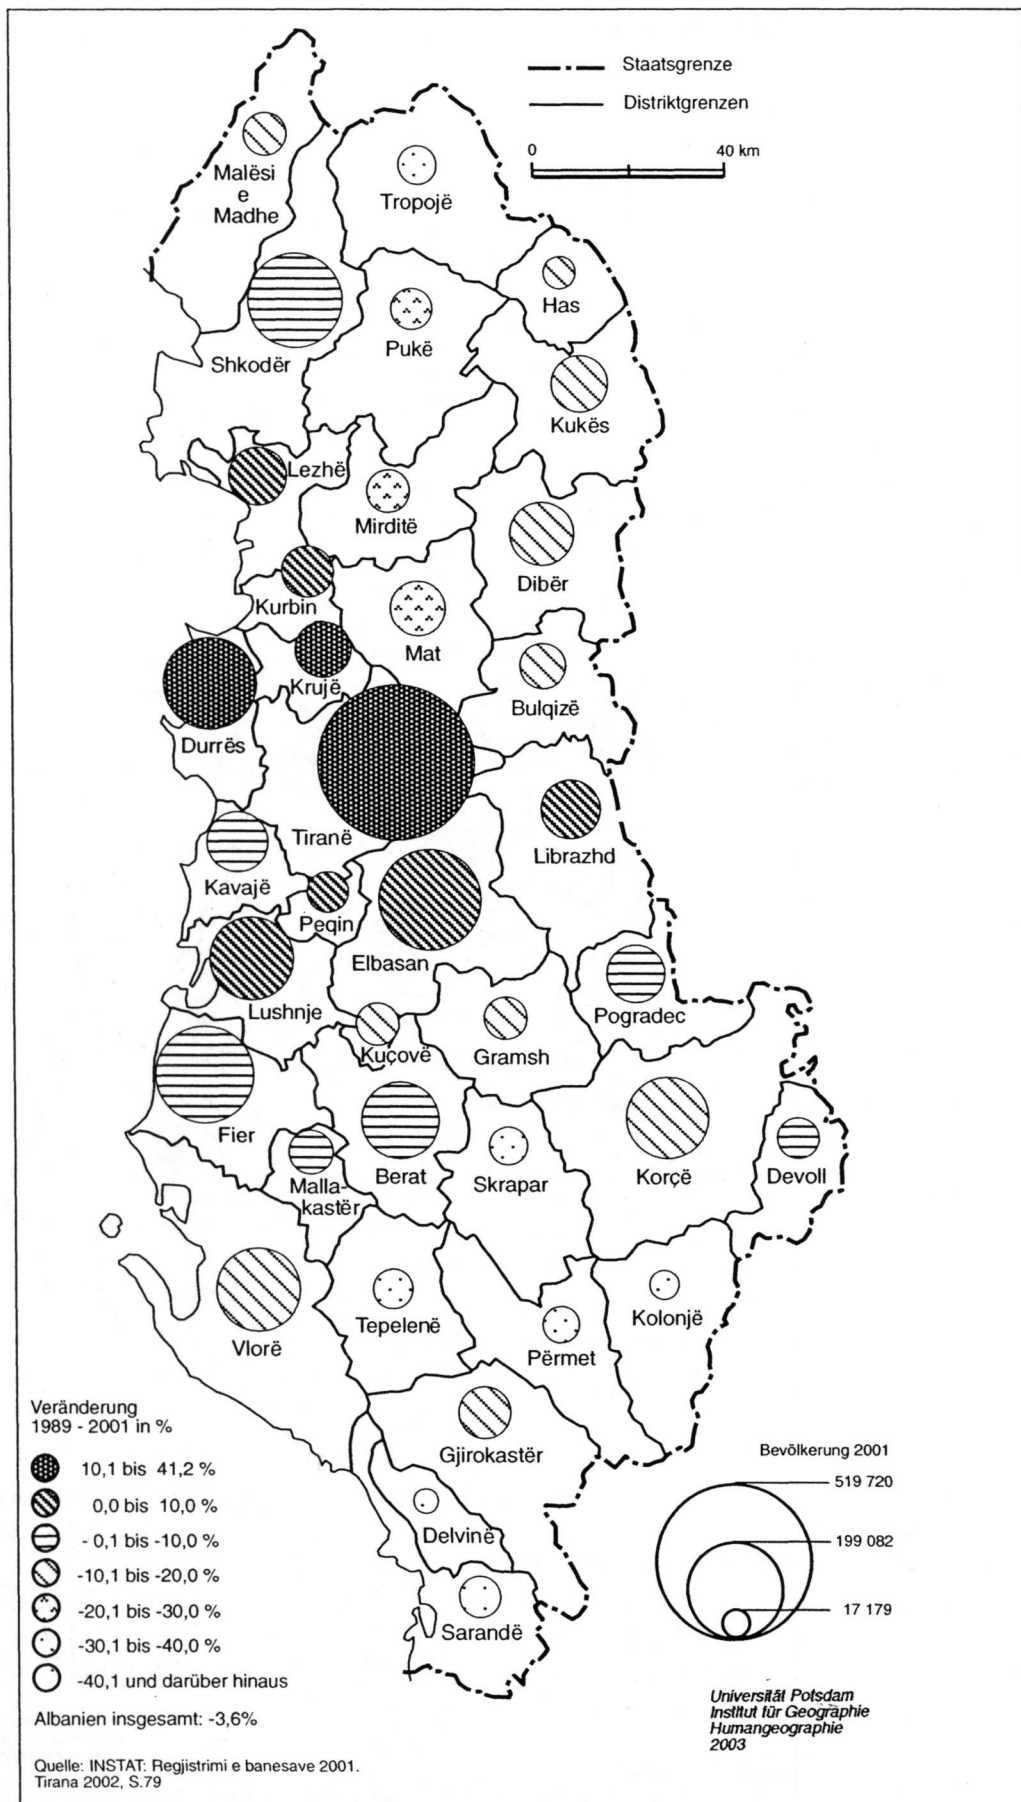 Staatsgrenze
Distriktgrenzen
0 40 km
Malësi
e
Madhe
Tropojë
Has
Shkodër
Pukë
Kukës
Lezhë
Mirditë
Dibër
Kurbin
Mat
Krujë
Bulqizë
Durrës
Tiranë
Librazhd
Kavajë
Peqin
Elbasan
Lushnje
Pogradec
Kuçovë
Gramsh
Fier
Berat
Skrapar
Korçë
Devoll
Malla-
kastër
Vlorë
Tepelenë
Kolonjë
Përmet
Gjirokastër
Delvinë
Sarandë
Veränderung
1989 - 2001 in %
10,1 bis 41,2 %
0,0 bis 10,0 %
- 0,1 bis -10,0 %
-10,1 bis -20,0 %
-20,1 bis -30,0 %
-30,1 bis -40,0 %
-40,1 und darüber hinaus
Albanien insgesamt: -3,6%
Quelle: INSTAT: Regjistrimi e banesave 2001.
Tirana 2002, S.79
Bevölkerung 2001
519 720
199 082
17 179
Universität Potsdam
Institut für Geographie
Humangeographie
2003